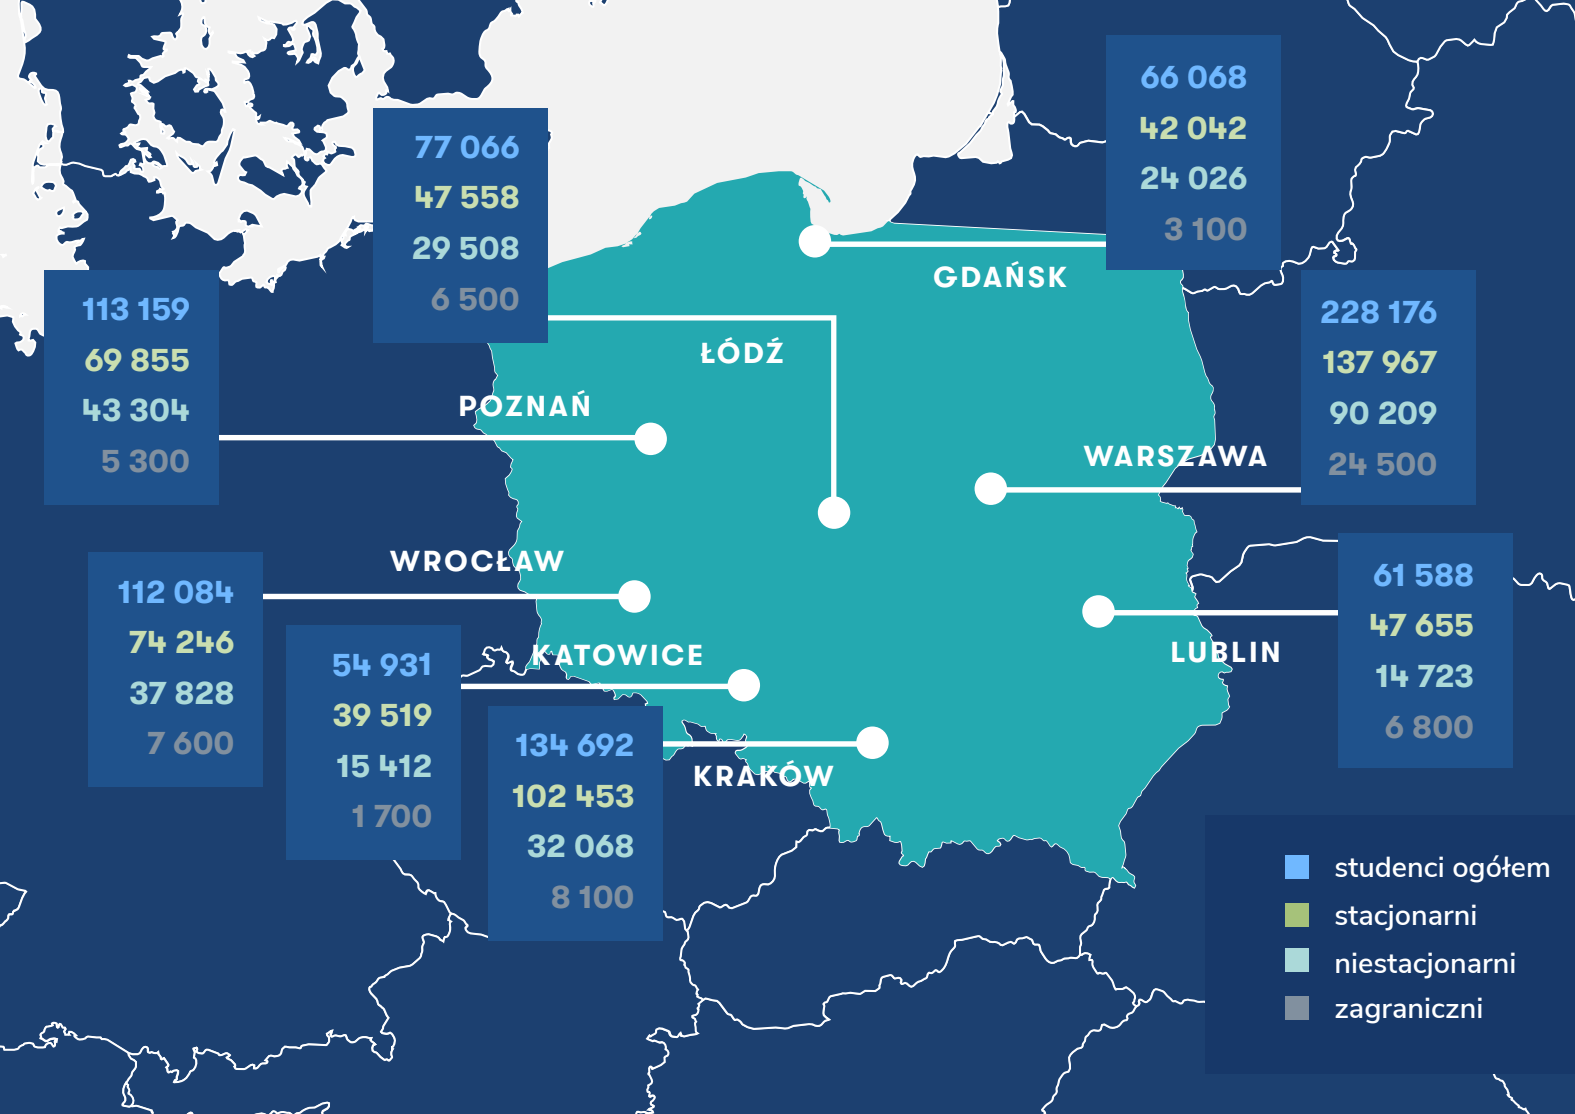 66 068
42 042
24 026
3 100
GDAŃSK
77 066
47 558
29 508
6 500
ŁÓDŹ
113 159
69 855
43 304
5 300
POZNAŃ
228 176
137 967
90 209
24 500
WARSZAWA
112 084
74 246
37 828
7 600
WROCŁAW
61 588
47 655
14 723
6 800
LUBLIN
54 931
39 519
15 412
1 700
KATOWICE
134 692
102 453
32 068
8 100
KRAKÓW
studenci ogółem
stacjonarni
niestacjonarni
zagraniczni